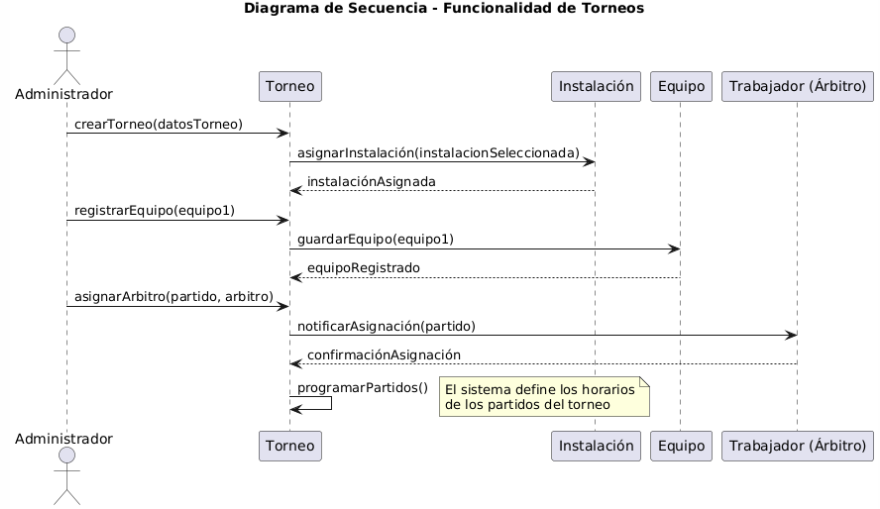 Diagrama de Secuencia - Funcionalidad de Torneos
Administrador
Torneo
Instalación
Equipo
Trabajador (Árbitro)
crearTorneo(datosTorneo)
asignarInstalación(instalacionSeleccionada)
instalaciónAsignada
registrarEquipo(equipo1)
guardarEquipo(equipo1)
equipoRegistrado
asignarArbitro(partido, arbitro)
notificarAsignación(partido)
confirmaciónAsignación
programarPartidos()
El sistema define los horarios
de los partidos del torneo
Administrador
Torneo
Instalación
Equipo
Trabajador (Árbitro)